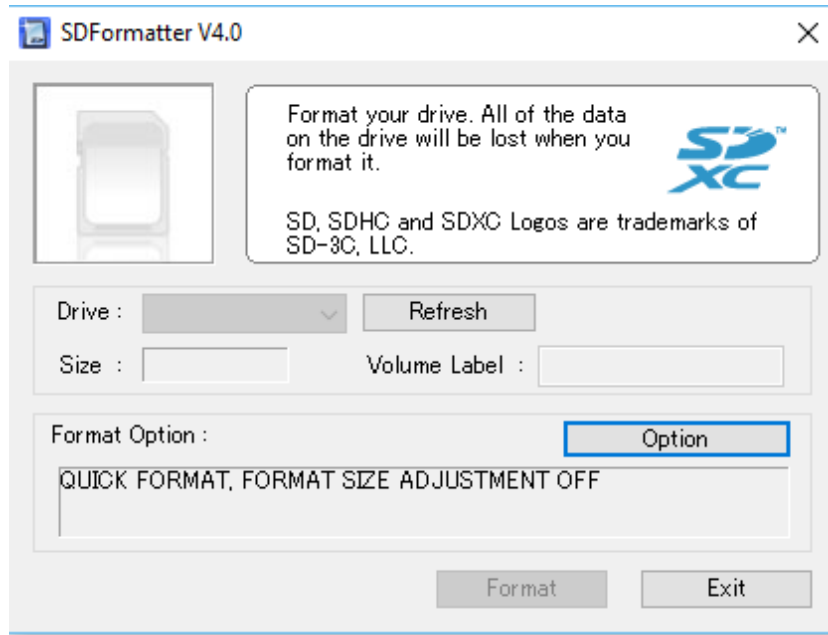 SDFormatter V4.0
Format your drive. All of the data
on the drive will be lost when you
format it.
SD, SDHC and SDXC Logos are trademarks of
SD-3C, LLC.
SD
XC
TM
Drive :
Refresh
Size :
Volume Label :
Format Option :
Option
QUICK FORMAT, FORMAT SIZE ADJUSTMENT OFF
Format
Exit